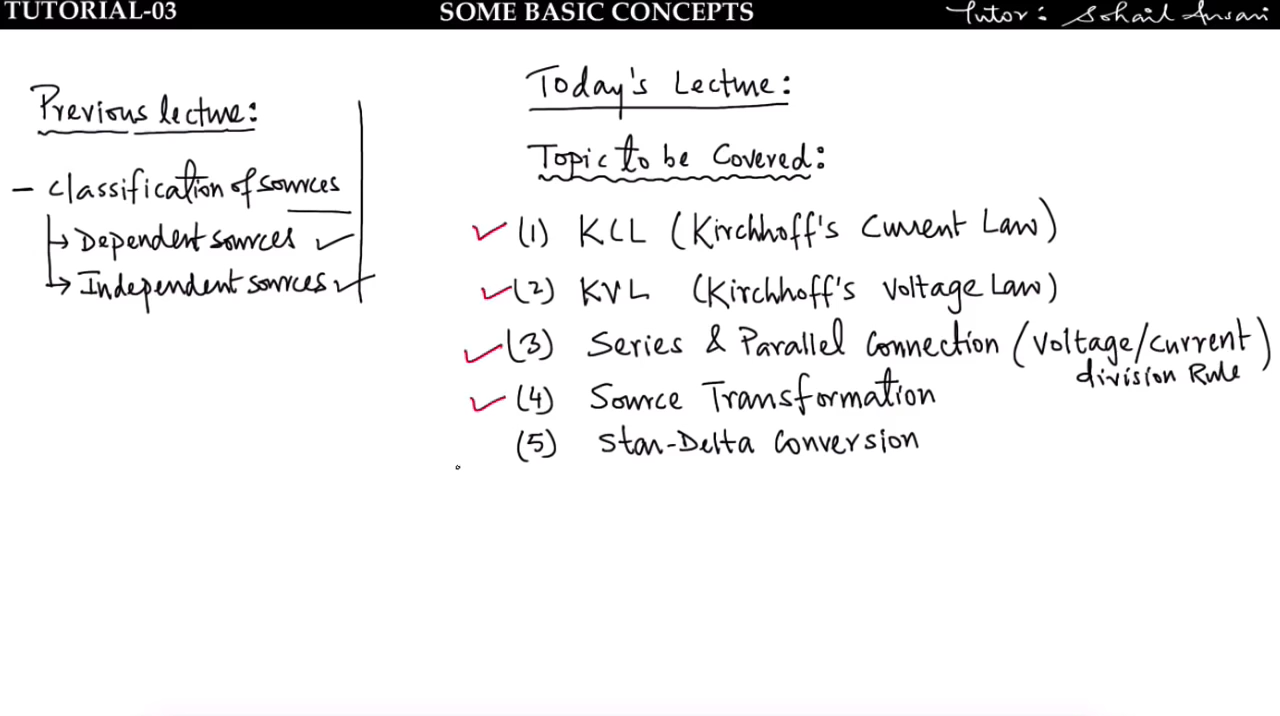 TUTORIAL-03 SOME BASIC CONCEPTS Tutor: Sohail Ansari
Previous lecture:
- Classification of sources
→ Dependent sources ✓
→ Independent sources ✓
Today's Lecture:
Topic to be Covered:
✓ (1) KCL (Kirchhoff's Current Law)
✓ (2) KVL (Kirchhoff's Voltage Law)
✓ (3) Series & Parallel Connection (Voltage/current
division Rule)
✓ (4) Source Transformation
(5) Star-Delta Conversion